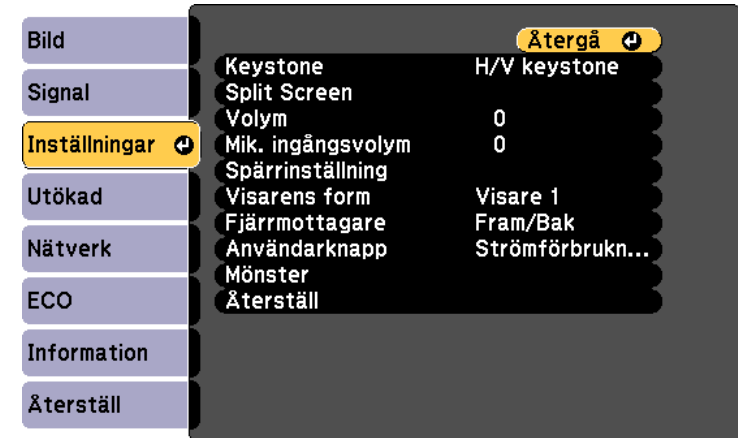 Bild
Signal
Inställningar
Utökad
Nätverk
ECO
Information
Återställ
Återgå
Keystone H/V keystone
Split Screen
Volym 0
Mik. ingångsvolym 0
Spärrinställning
Visarens form Visare 1
Fjärrmottagare Fram/Bak
Användarknapp Strömförbrukn...
Mönster
Återställ